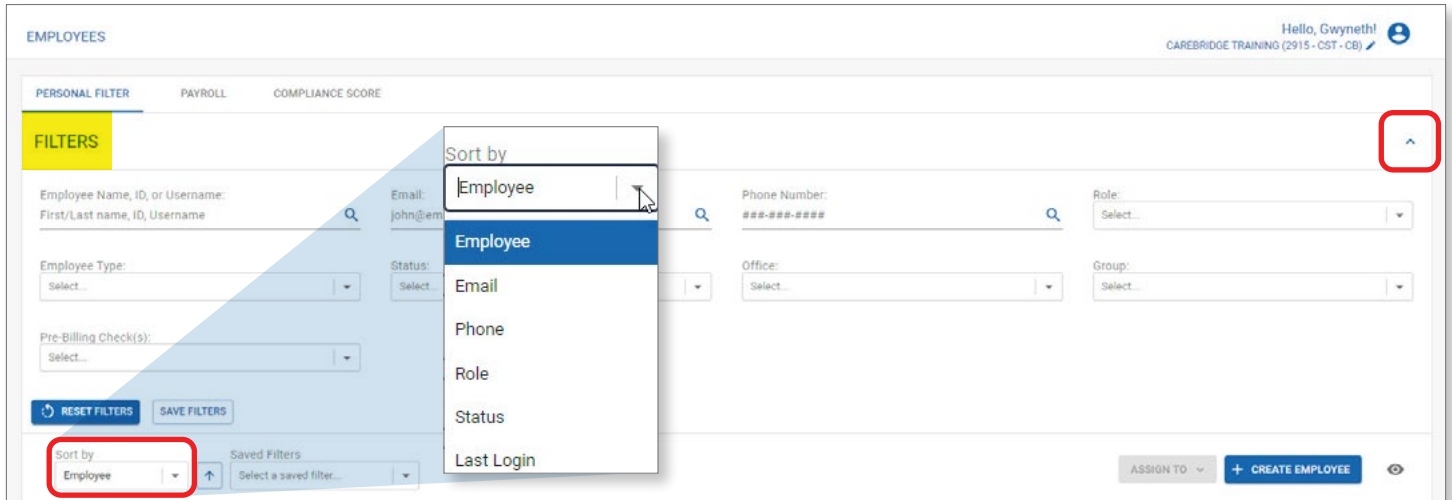 EMPLOYEES
Hello, Gwyneth!
CAREBRIDGE TRAINING (2915 - CST - CB)
PERSONAL FILTER
PAYROLL
COMPLIANCE SCORE
FILTERS
Employee Name, ID, or Username:
First/Last name, ID, Username
Email:
john@em
Phone Number:
###-###-####
Role:
Select...
Employee Type:
Select...
Status:
Select...
Office:
Select...
Group:
Select...
Pre-Billing Check(s):
Select...
Sort by
Employee
Employee
Email
Phone
Role
Status
Last Login
RESET FILTERS
SAVE FILTERS
Sort by
Employee
Saved Filters
Select a saved filter...
ASSIGN TO
+ CREATE EMPLOYEE